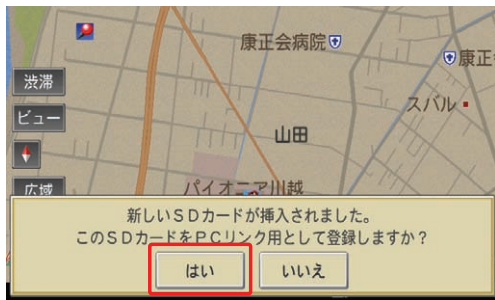 康正会病院
康正
渋滞
スバル
ビュー
山田
広域
パイオニア川越
新しいＳＤカードが挿入されました。
このＳＤカードをＰＣリンク用として登録しますか？
はい
いいえ